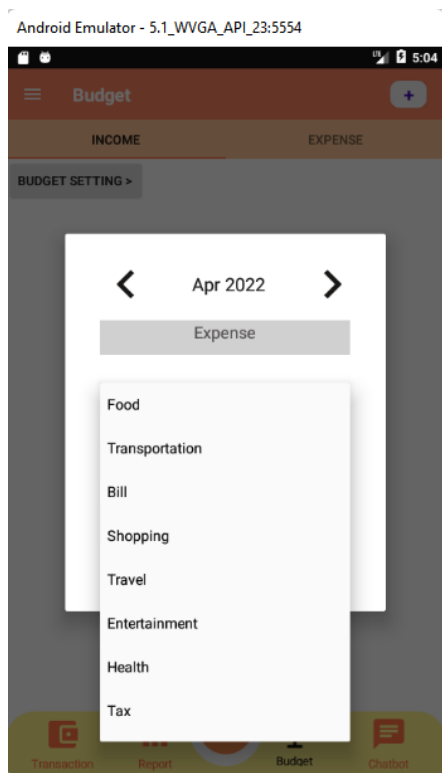 Android Emulator - 5.1_WVGA_API_23:5554
5:04
Budget
+
INCOME EXPENSE
BUDGET SETTING >
Apr 2022
Expense
Food
Transportation
Bill
Shopping
Travel
Entertainment
Health
Tax
Transaction Report Budget Chatbot